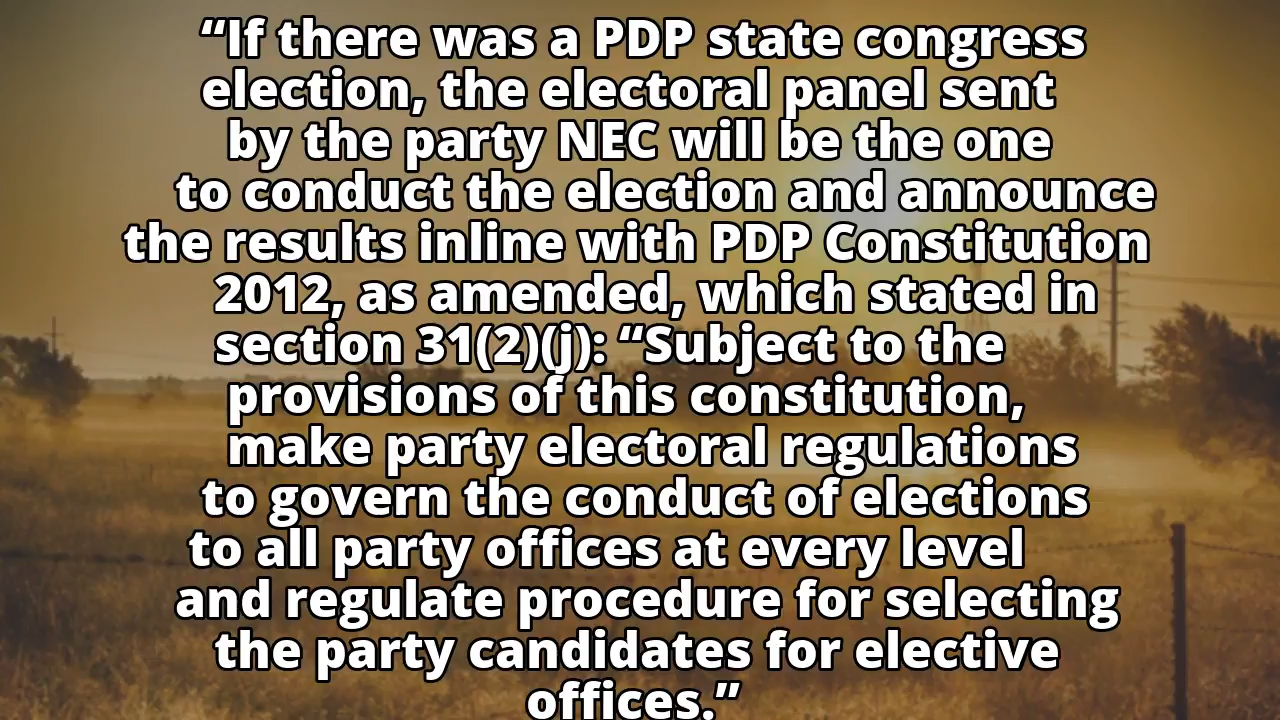 “If there was a PDP state congress
election, the electoral panel sent
by the party NEC will be the one
to conduct the election and announce
the results inline with PDP Constitution
2012, as amended, which stated in
section 31(2)(j): “Subject to the
provisions of this constitution,
make party electoral regulations
to govern the conduct of elections
to all party offices at every level
and regulate procedure for selecting
the party candidates for elective
offices.”